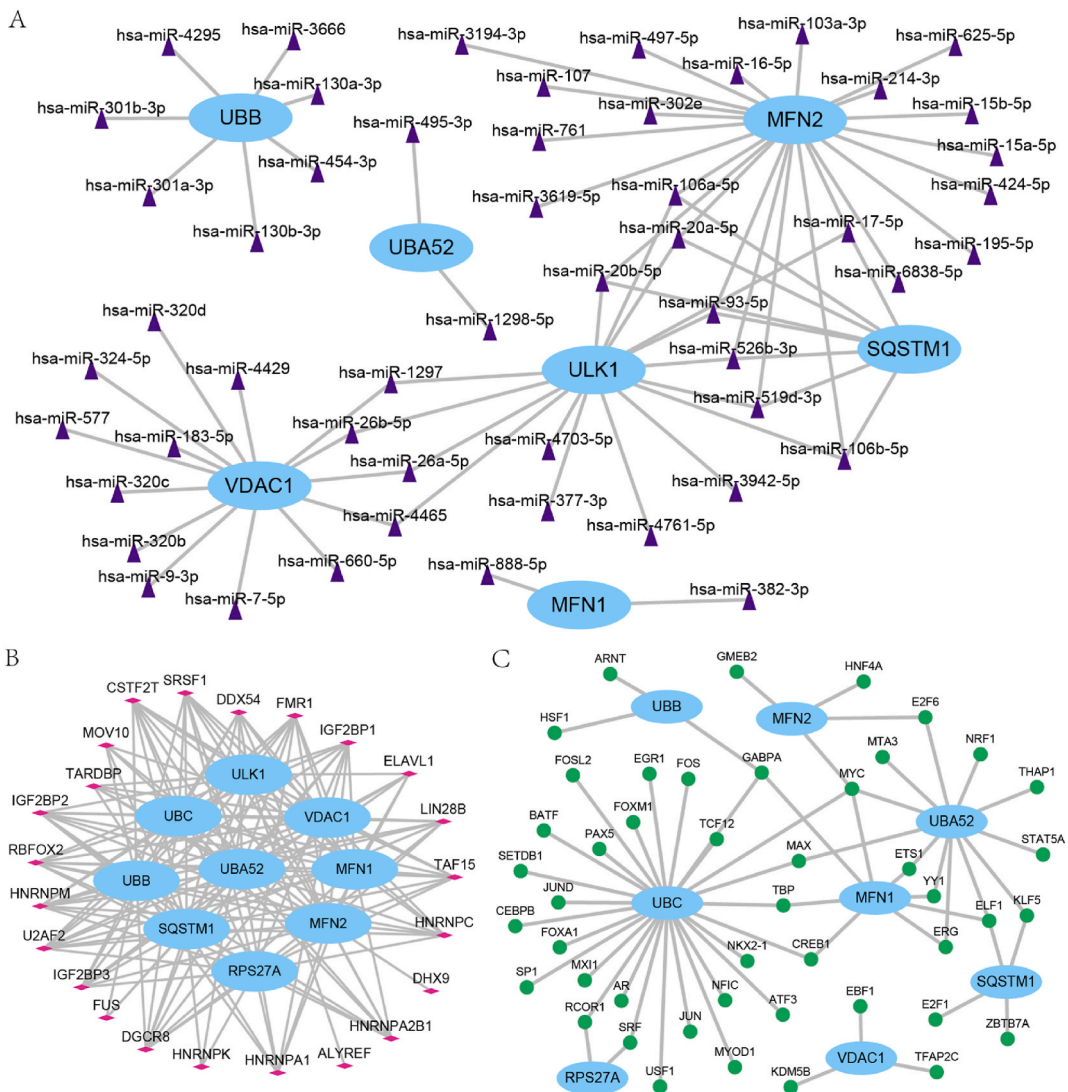 A
hsa-miR-4295
hsa-miR-3666
hsa-miR-130a-3p
hsa-miR-301b-3p
UBB
hsa-miR-454-3p
hsa-miR-301a-3p
hsa-miR-130b-3p
hsa-miR-495-3p
UBA52
hsa-miR-1298-5p
hsa-miR-3194-3p
hsa-miR-497-5p
hsa-miR-103a-3p
hsa-miR-625-5p
hsa-miR-107
hsa-miR-16-5p
hsa-miR-214-3p
hsa-miR-302e
MFN2
hsa-miR-15b-5p
hsa-miR-761
hsa-miR-15a-5p
hsa-miR-3619-5p
hsa-miR-106a-5p
hsa-miR-424-5p
hsa-miR-20a-5p
hsa-miR-17-5p
hsa-miR-195-5p
hsa-miR-20b-5p
hsa-miR-6838-5p
hsa-miR-93-5p
hsa-miR-526b-3p
SQSTM1
ULK1
hsa-miR-519d-3p
hsa-miR-106b-5p
hsa-miR-320d
hsa-miR-324-5p
hsa-miR-4429
hsa-miR-1297
hsa-miR-577
hsa-miR-183-5p
hsa-miR-26b-5p
hsa-miR-4703-5p
VDAC1
hsa-miR-26a-5p
hsa-miR-3942-5p
hsa-miR-320c
hsa-miR-377-3p
hsa-miR-4465
hsa-miR-4761-5p
hsa-miR-320b
hsa-miR-660-5p
hsa-miR-9-3p
hsa-miR-7-5p
hsa-miR-888-5p
MFN1
hsa-miR-382-3p
B
SRSF1
CSTF2T
DDX54
FMR1
MOV10
IGF2BP1
TARDBP
ELAVL1
ULK1
IGF2BP2
UBC
VDAC1
LIN28B
RBFOX2
UBA52
MFN1
TAF15
UBB
HNRNPM
SQSTM1
MFN2
HNRNPC
U2AF2
RPS27A
IGF2BP3
DHX9
FUS
DGCR8
HNRNPA2B1
HNRNPK
HNRNPA1
ALYREF
C
ARNT
GMEB2
HNF4A
UBB
MFN2
HSF1
E2F6
FOSL2
EGR1
FOS
GABPA
MTA3
NRF1
MYC
THAP1
BATF
FOXM1
TCF12
UBA52
PAX5
MAX
STAT5A
SETDB1
ETS1
JUND
TBP
MFN1
YY1
KLF5
CEBPB
UBC
ELF1
FOXA1
CREB1
ERG
NKX2-1
SP1
MXI1
SQSTM1
AR
NFIC
ATF3
EBF1
RCOR1
E2F1
SRF
JUN
ZBTB7A
MYOD1
VDAC1
RPS27A
USF1
KDM5B
TFAP2C